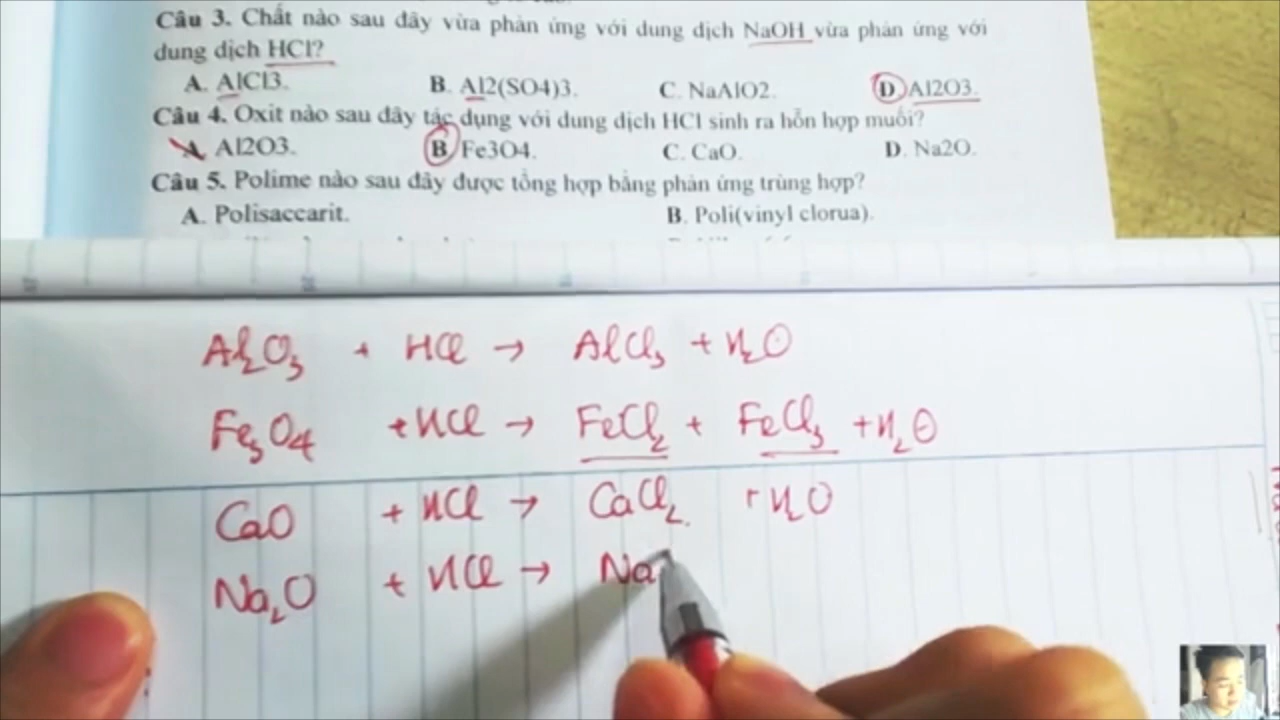 Câu 3. Chất nào sau đây vừa phản ứng với dung dịch NaOH vừa phản ứng với
dung dịch HCl?
A. AlCl3. B. Al2(SO4)3. C. NaAlO2. D. Al2O3.
Câu 4. Oxit nào sau đây tác dụng với dung dịch HCl sinh ra hỗn hợp muối?
A. Al2O3. B. Fe3O4. C. CaO. D. Na2O.
Câu 5. Polime nào sau đây được tổng hợp bằng phản ứng trùng hợp?
A. Polisaccarit. B. Poli(vinyl clorua).
Al₂O₃ + HCl → AlCl₃ + H₂O
Fe₃O₄ + HCl → FeCl₂ + FeCl₃ + H₂O
CaO + HCl → CaCl₂ + H₂O
Na₂O + HCl → Na